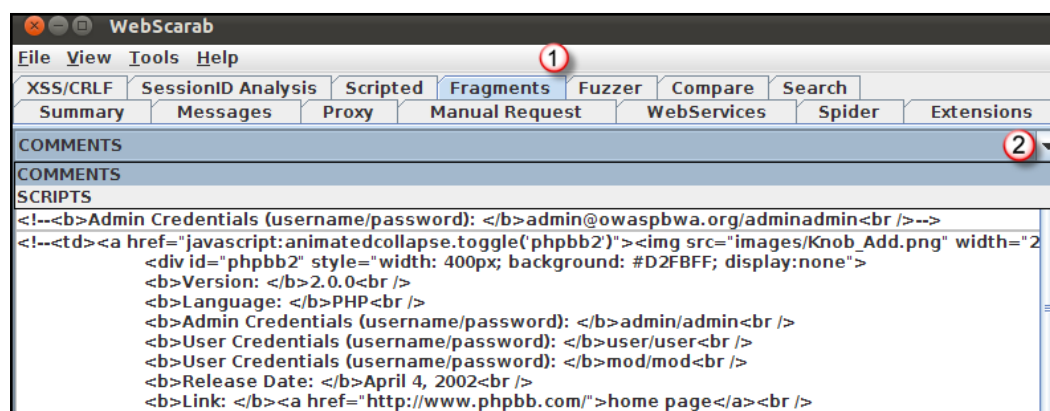 WebScarab
File View Tools Help
1
XSS/CRLF SessionID Analysis Scripted Fragments Fuzzer Compare Search
Summary Messages Proxy Manual Request WebServices Spider Extensions
COMMENTS 2
COMMENTS
SCRIPTS
<!--<b>Admin Credentials (username/password): </b>admin@owaspbwa.org/adminadmin<br />-->
<!--<td><a href="javascript:animatedcollapse.toggle('phpbb2')"><img src="images/Knob_Add.png" width="2
<div id="phpbb2" style="width: 400px; background: #D2FBFF; display:none">
<b>Version: </b>2.0.0<br />
<b>Language: </b>PHP<br />
<b>Admin Credentials (username/password): </b>admin/admin<br />
<b>User Credentials (username/password): </b>user/user<br />
<b>User Credentials (username/password): </b>mod/mod<br />
<b>Release Date: </b>April 4, 2002<br />
<b>Link: </b><a href="http://www.phpbb.com/">home page</a><br />